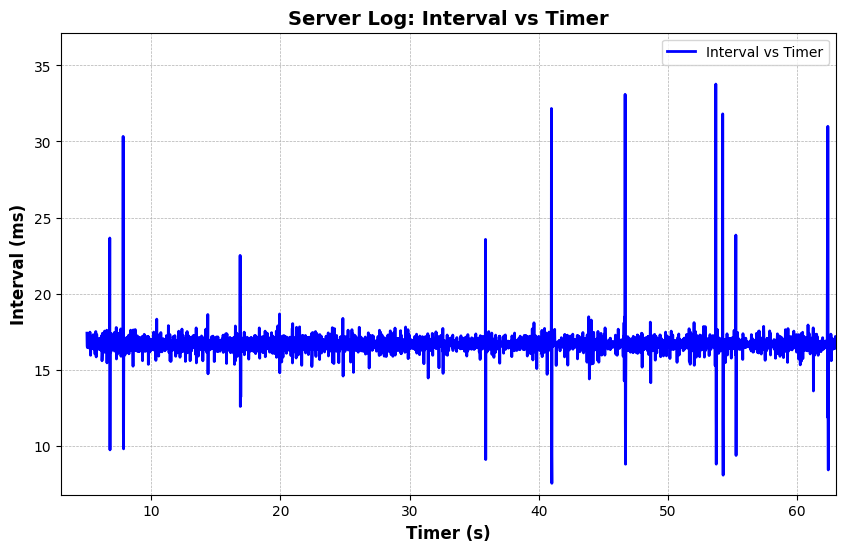 Server Log: Interval vs Timer
Interval vs Timer
35
30
25
20
15
10
Interval (ms)
10 20 30 40 50 60
Timer (s)